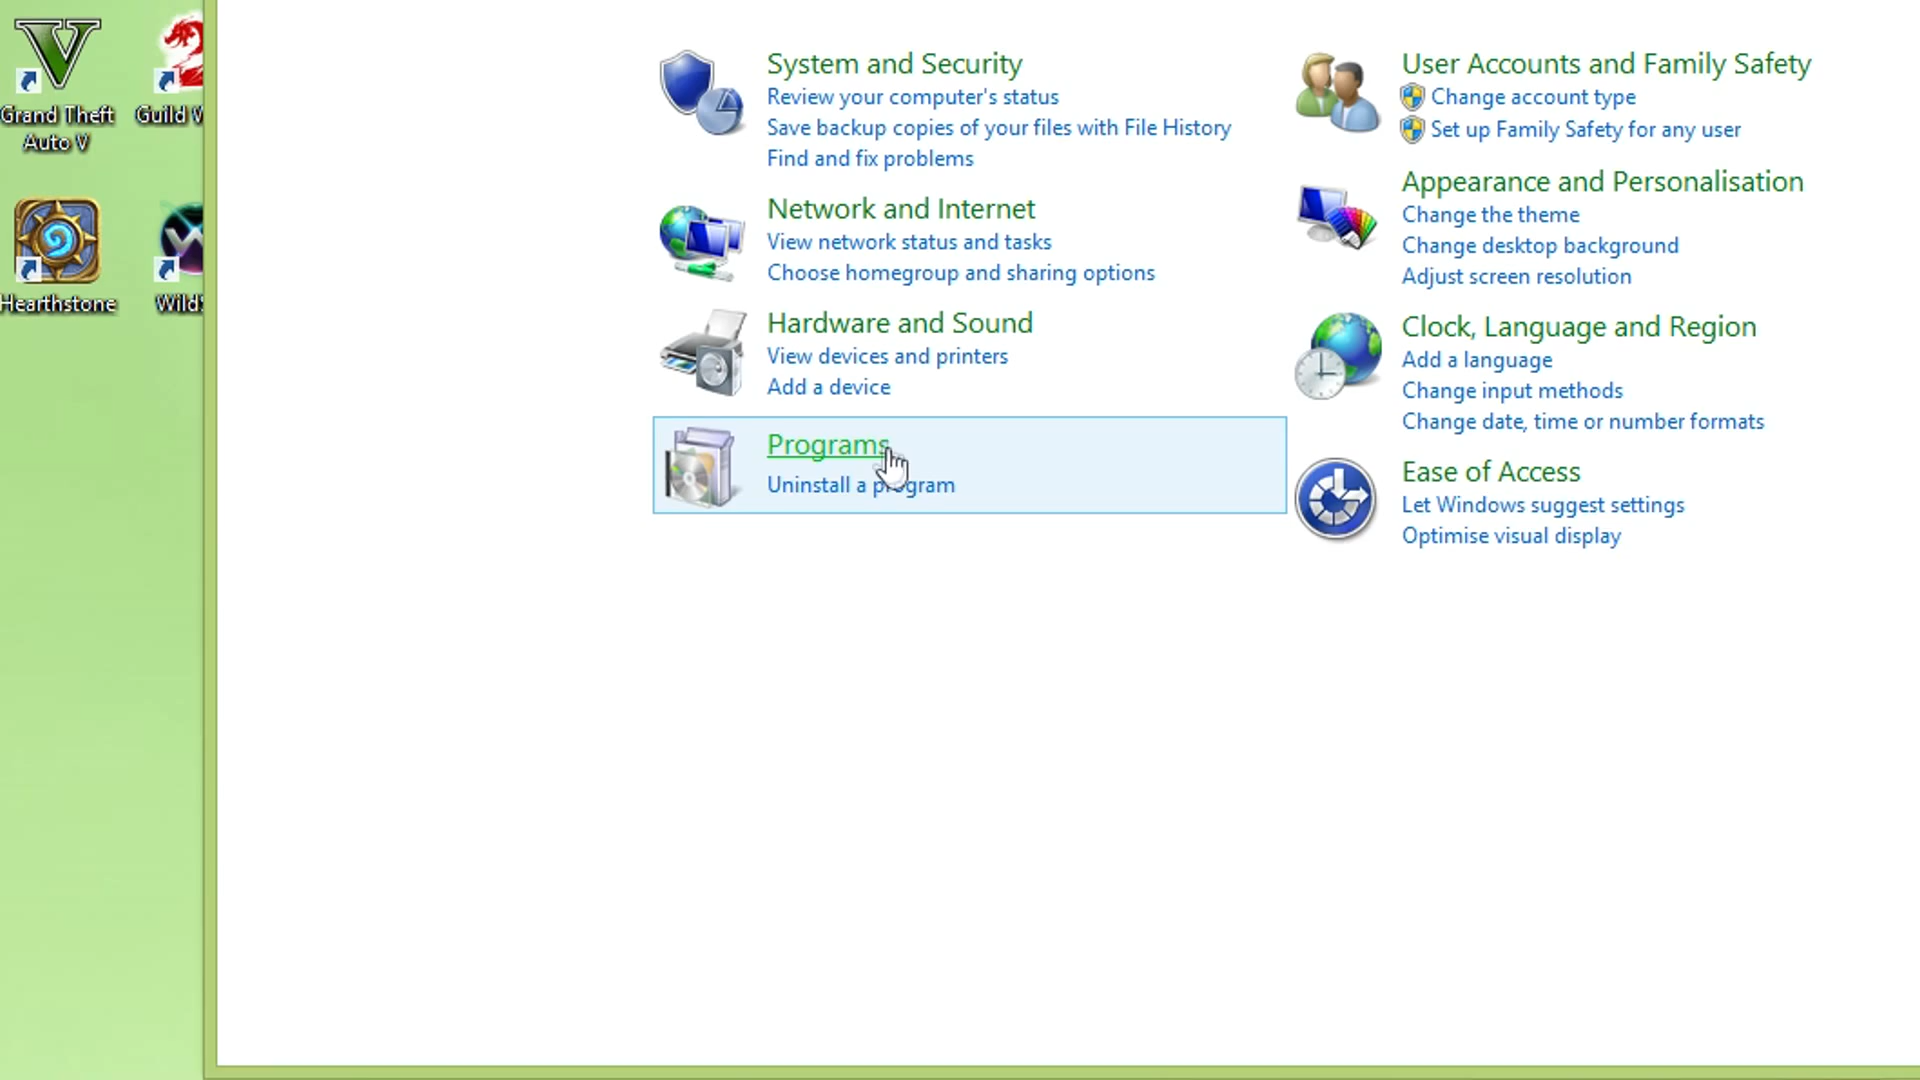 Grand Theft
Auto V
Guild W
Hearthstone
WildS
System and Security
Review your computer's status
Save backup copies of your files with File History
Find and fix problems
Network and Internet
View network status and tasks
Choose homegroup and sharing options
Hardware and Sound
View devices and printers
Add a device
Programs
Uninstall a program
User Accounts and Family Safety
Change account type
Set up Family Safety for any user
Appearance and Personalisation
Change the theme
Change desktop background
Adjust screen resolution
Clock, Language and Region
Add a language
Change input methods
Change date, time or number formats
Ease of Access
Let Windows suggest settings
Optimise visual display